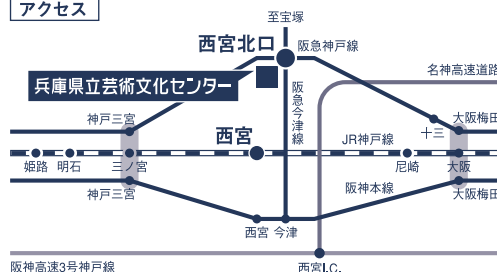 アクセス
至宝塚
西宮北口
阪急神戸線
名神高速道路
兵庫県立芸術文化センター
阪急今津線
神戸三宮
大阪梅田
十三
西宮
JR神戸線
姫路
明石
三ノ宮
尼崎
大阪
神戸三宮
阪神本線
大阪梅田
西宮
今津
阪神高速3号神戸線
西宮I.C.